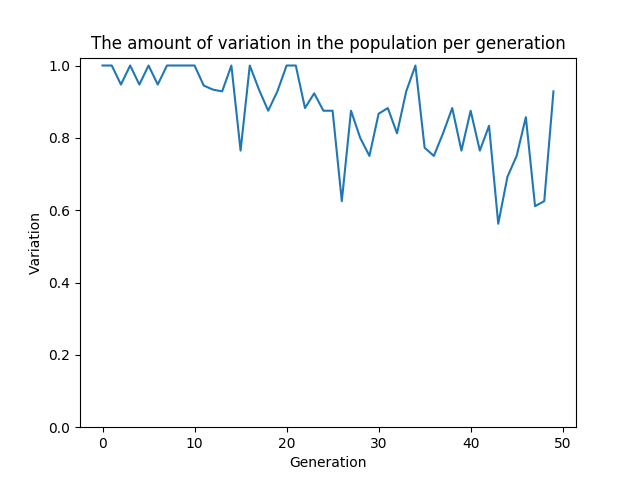 The amount of variation in the population per generation
1.0
0.8
0.6
0.4
0.2
0.0
Variation
0 10 20 30 40 50
Generation